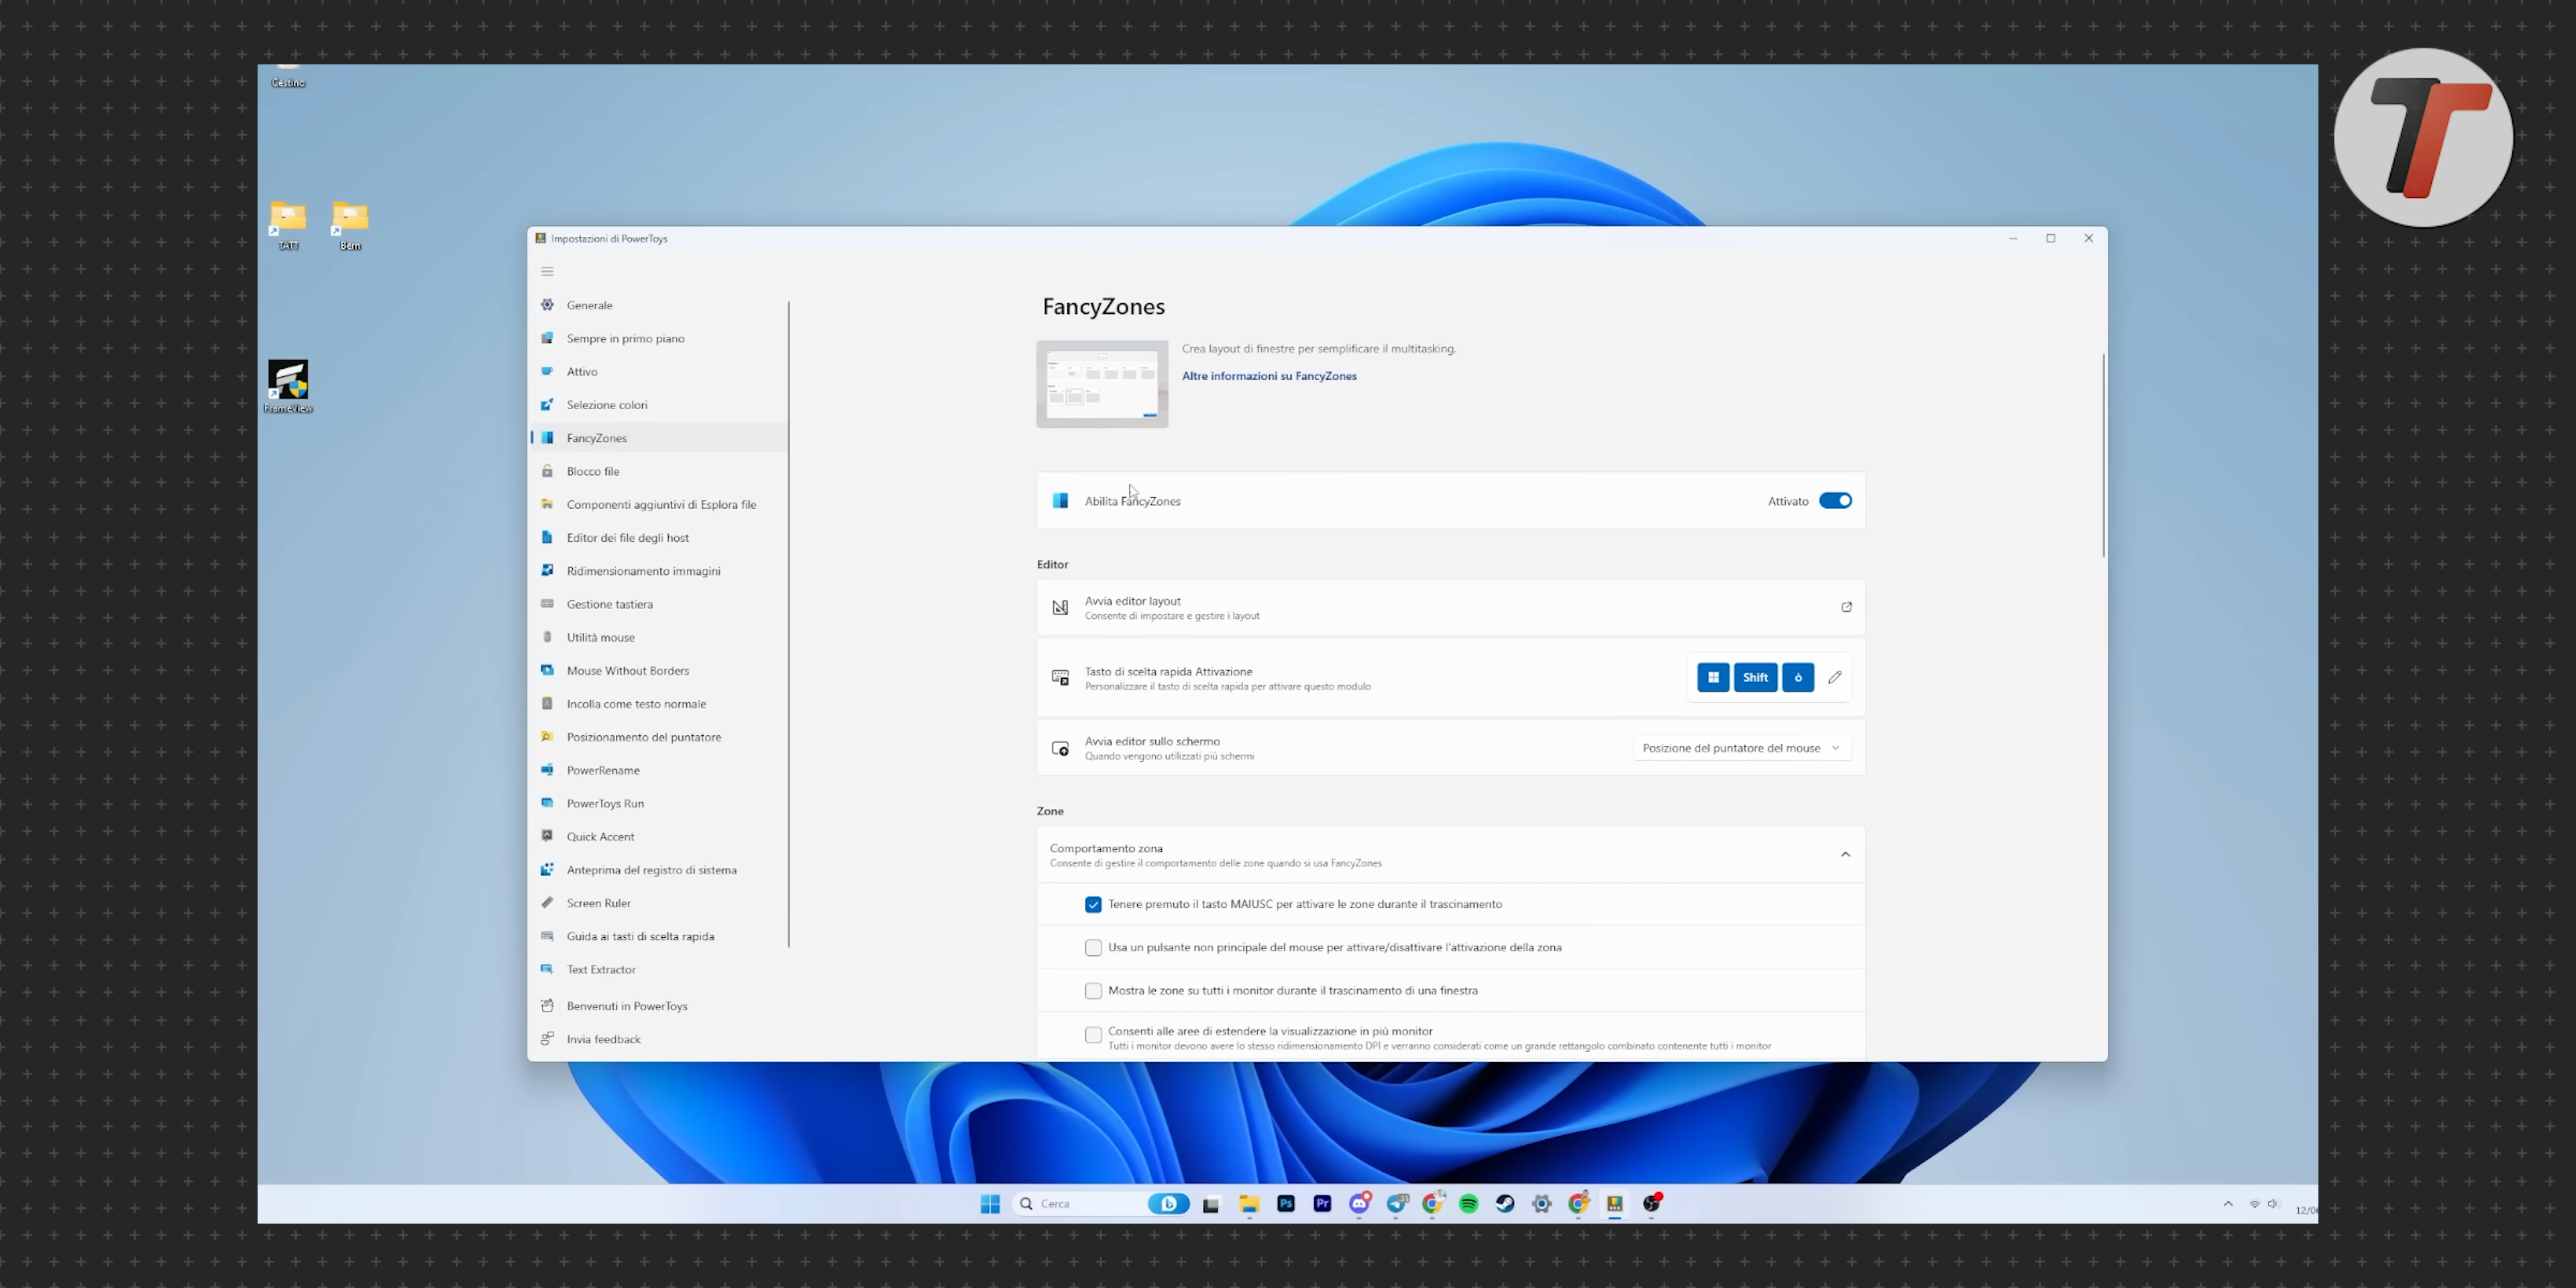 Cestino
TATT
Bern
FrameView
Impostazioni di PowerToys
Generale
Sempre in primo piano
Attivo
Selezione colori
FancyZones
Blocco file
Componenti aggiuntivi di Esplora file
Editor dei file degli host
Ridimensionamento immagini
Gestione tastiera
Utilità mouse
Mouse Without Borders
Incolla come testo normale
Posizionamento del puntatore
PowerRename
PowerToys Run
Quick Accent
Anteprima del registro di sistema
Screen Ruler
Guida ai tasti di scelta rapida
Text Extractor
Benvenuti in PowerToys
Invia feedback
FancyZones
Crea layout di finestre per semplificare il multitasking.
Altre informazioni su FancyZones
Abilita FancyZones
Attivato
Editor
Avvia editor layout
Consente di impostare e gestire i layout
Tasto di scelta rapida Attivazione
Personalizzare il tasto di scelta rapida per attivare questo modulo
Shift ò
Avvia editor sullo schermo
Quando vengono utilizzati più schermi
Posizione del puntatore del mouse
Zone
Comportamento zona
Consente di gestire il comportamento delle zone quando si usa FancyZones
Tenere premuto il tasto MAIUSC per attivare le zone durante il trascinamento
Usa un pulsante non principale del mouse per attivare/disattivare l'attivazione della zona
Mostra le zone su tutti i monitor durante il trascinamento di una finestra
Consenti alle aree di estendere la visualizzazione in più monitor
Tutti i monitor devono avere lo stesso ridimensionamento DPI e verranno considerati come un grande rettangolo combinato contenente tutti i monitor
Cerca
Ps
Pr